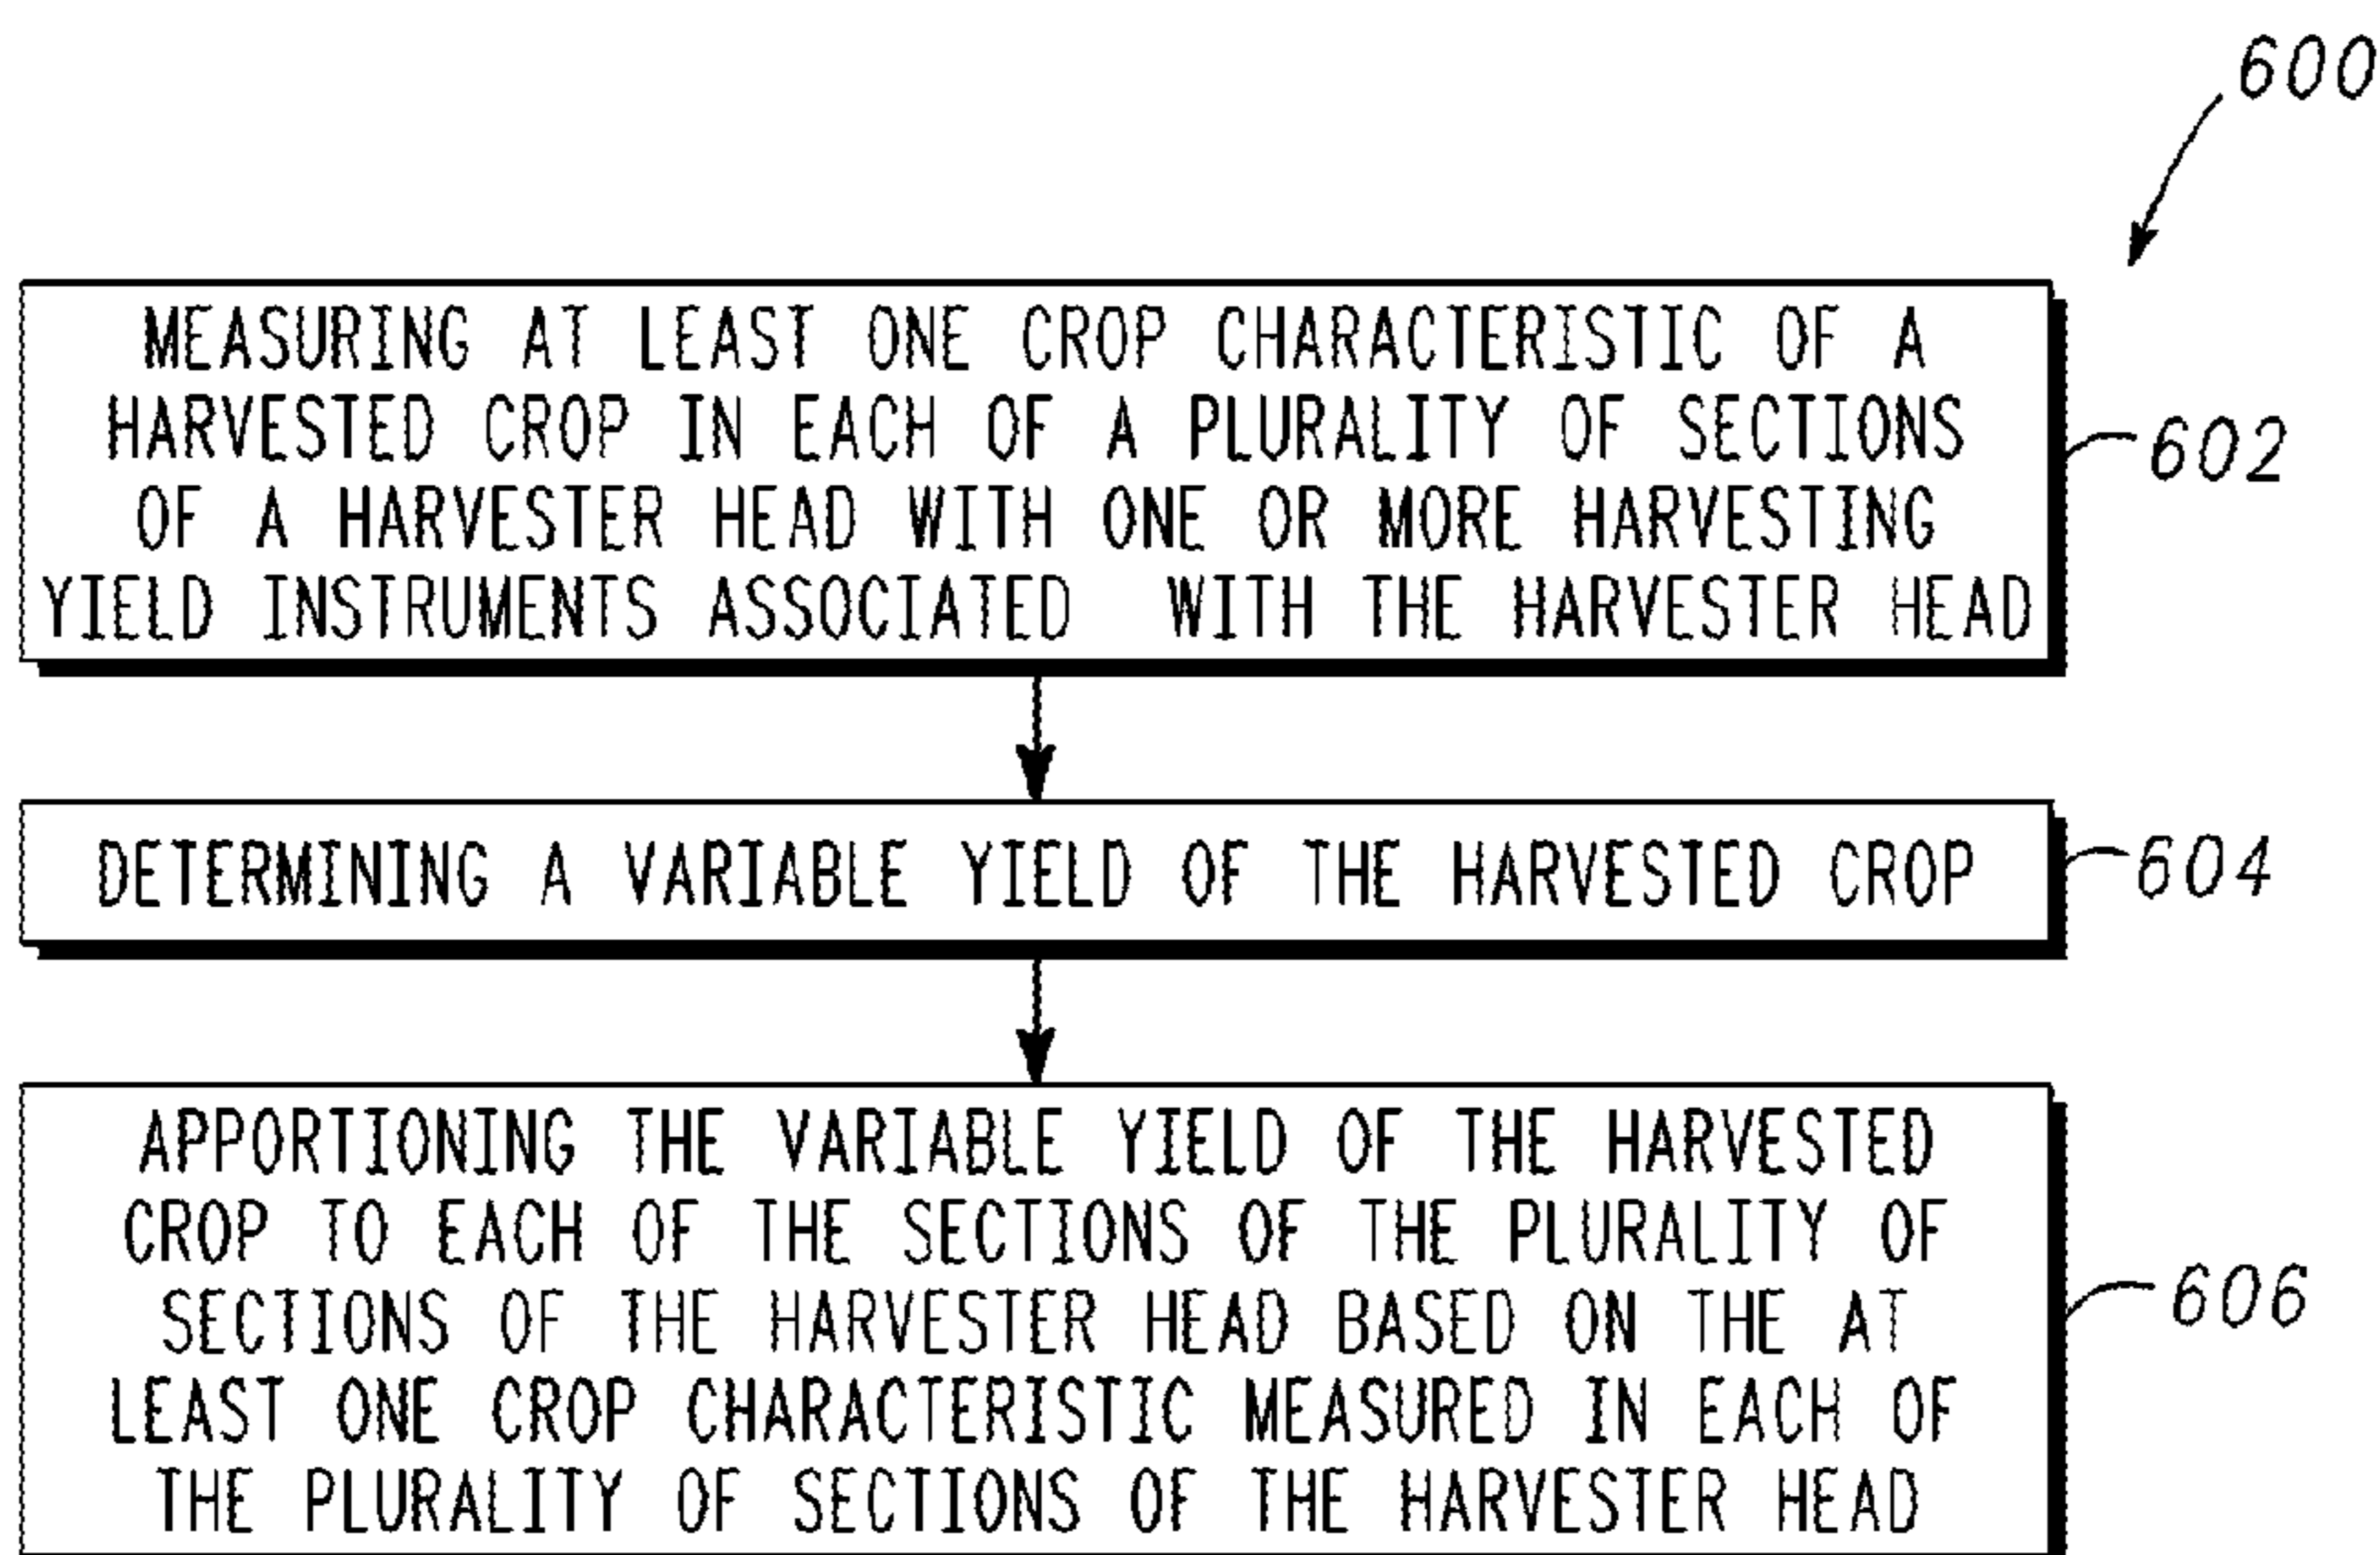 600
MEASURING AT LEAST ONE CROP CHARACTERISTIC OF A
HARVESTED CROP IN EACH OF A PLURALITY OF SECTIONS
OF A HARVESTER HEAD WITH ONE OR MORE HARVESTING
YIELD INSTRUMENTS ASSOCIATED WITH THE HARVESTER HEAD
602
DETERMINING A VARIABLE YIELD OF THE HARVESTED CROP
604
APPORTIONING THE VARIABLE YIELD OF THE HARVESTED
CROP TO EACH OF THE SECTIONS OF THE PLURALITY OF
SECTIONS OF THE HARVESTER HEAD BASED ON THE AT
LEAST ONE CROP CHARACTERISTIC MEASURED IN EACH OF
THE PLURALITY OF SECTIONS OF THE HARVESTER HEAD
606